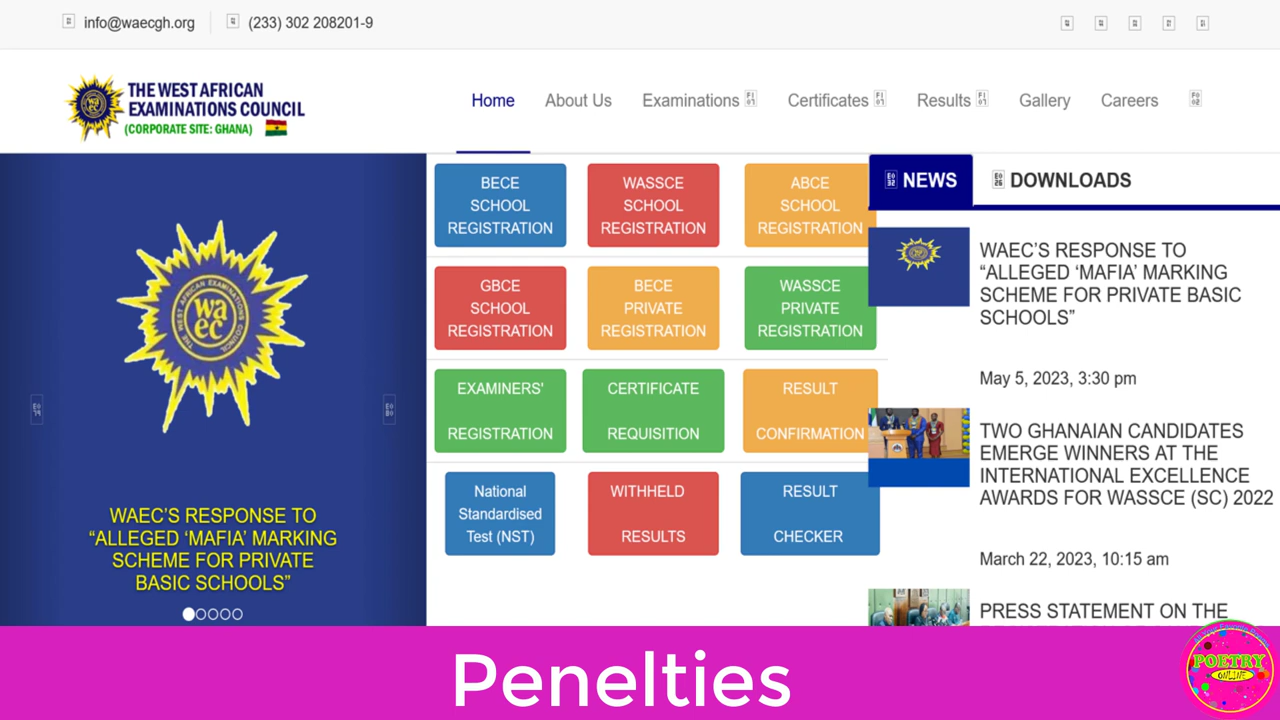 info@waecgh.org
(233) 302 208201-9
THE WEST AFRICAN
EXAMINATIONS COUNCIL
(CORPORATE SITE: GHANA)
Home
About Us
Examinations
Certificates
Results
Gallery
Careers
waec
WAEC’S RESPONSE TO
“ALLEGED ‘MAFIA’ MARKING
SCHEME FOR PRIVATE
BASIC SCHOOLS”
BECE
SCHOOL
REGISTRATION
WASSCE
SCHOOL
REGISTRATION
ABCE
SCHOOL
REGISTRATION
GBCE
SCHOOL
REGISTRATION
BECE
PRIVATE
REGISTRATION
WASSCE
PRIVATE
REGISTRATION
EXAMINERS'
REGISTRATION
CERTIFICATE
REQUISITION
RESULT
CONFIRMATION
National
Standardised
Test (NST)
WITHHELD
RESULTS
RESULT
CHECKER
NEWS
DOWNLOADS
WAEC’S RESPONSE TO
“ALLEGED ‘MAFIA’ MARKING
SCHEME FOR PRIVATE BASIC
SCHOOLS”
May 5, 2023, 3:30 pm
TWO GHANAIAN CANDIDATES
EMERGE WINNERS AT THE
INTERNATIONAL EXCELLENCE
AWARDS FOR WASSCE (SC) 2022
March 22, 2023, 10:15 am
PRESS STATEMENT ON THE
Penelties
POETRY
ONLINE